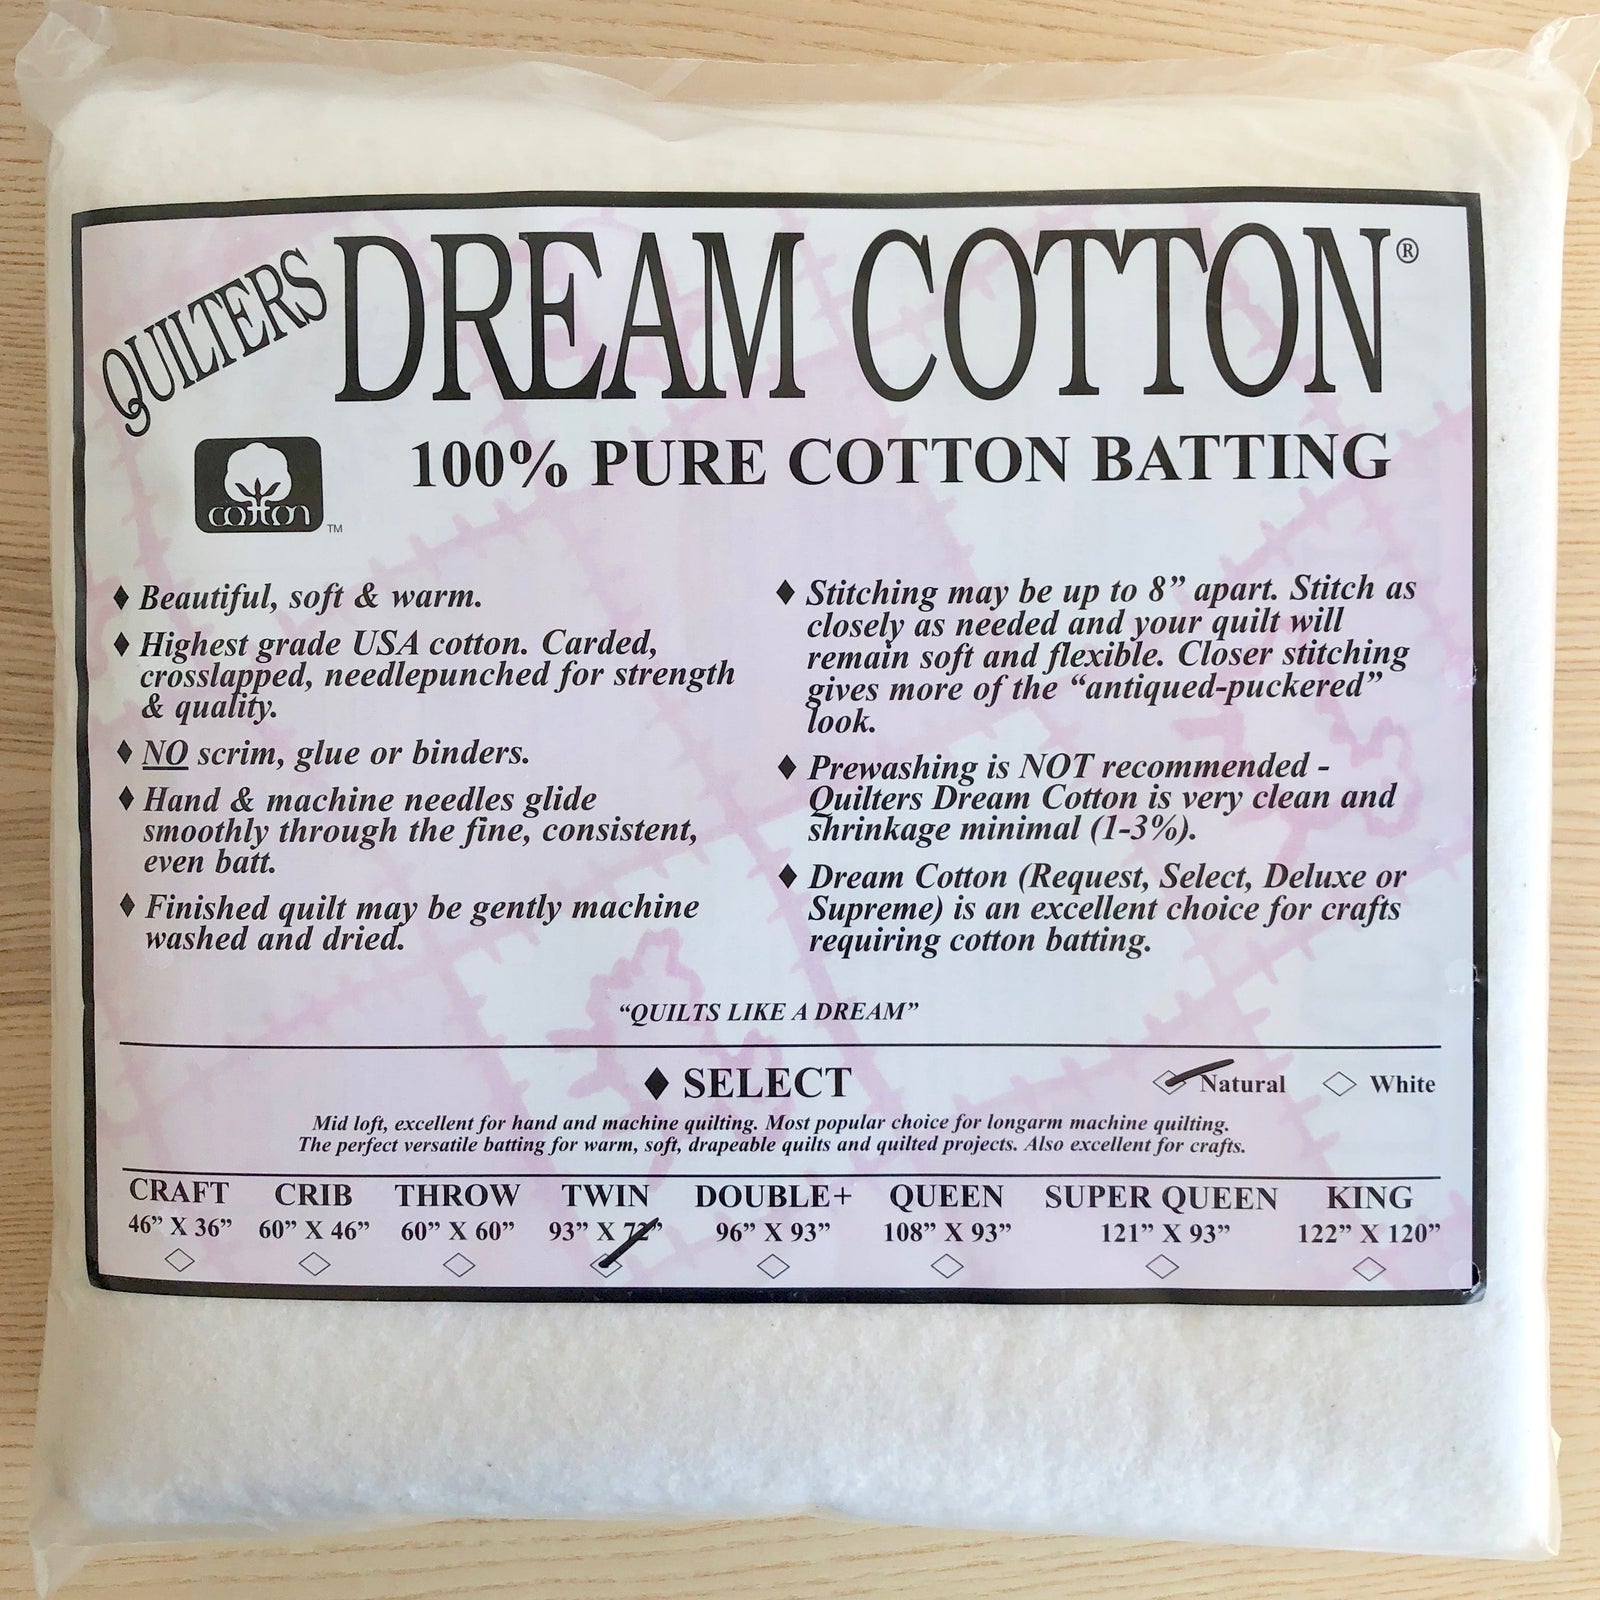 QUILTERS DREAM COTTON®
100% PURE COTTON BATTING
cotton TM
♦ Beautiful, soft & warm.
♦ Highest grade USA cotton. Carded,
crosslapped, needlepunched for strength
& quality.
♦ NO scrim, glue or binders.
♦ Hand & machine needles glide
smoothly through the fine, consistent,
even batt.
♦ Finished quilt may be gently machine
washed and dried.
♦ Stitching may be up to 8” apart. Stitch as
closely as needed and your quilt will
remain soft and flexible. Closer stitching
gives more of the “antiqued-puckered”
look.
♦ Prewashing is NOT recommended -
Quilters Dream Cotton is very clean and
shrinkage minimal (1-3%).
♦ Dream Cotton (Request, Select, Deluxe or
Supreme) is an excellent choice for crafts
requiring cotton batting.
“QUILTS LIKE A DREAM”
♦ SELECT
Natural White
Mid loft, excellent for hand and machine quilting. Most popular choice for longarm machine quilting.
The perfect versatile batting for warm, soft, drapeable quilts and quilted projects. Also excellent for crafts.
CRAFT CRIB THROW TWIN DOUBLE+ QUEEN SUPER QUEEN KING
46” X 36” 60” X 46” 60” X 60” 93” X 72” 96” X 93” 108” X 93” 121” X 93” 122” X 120”